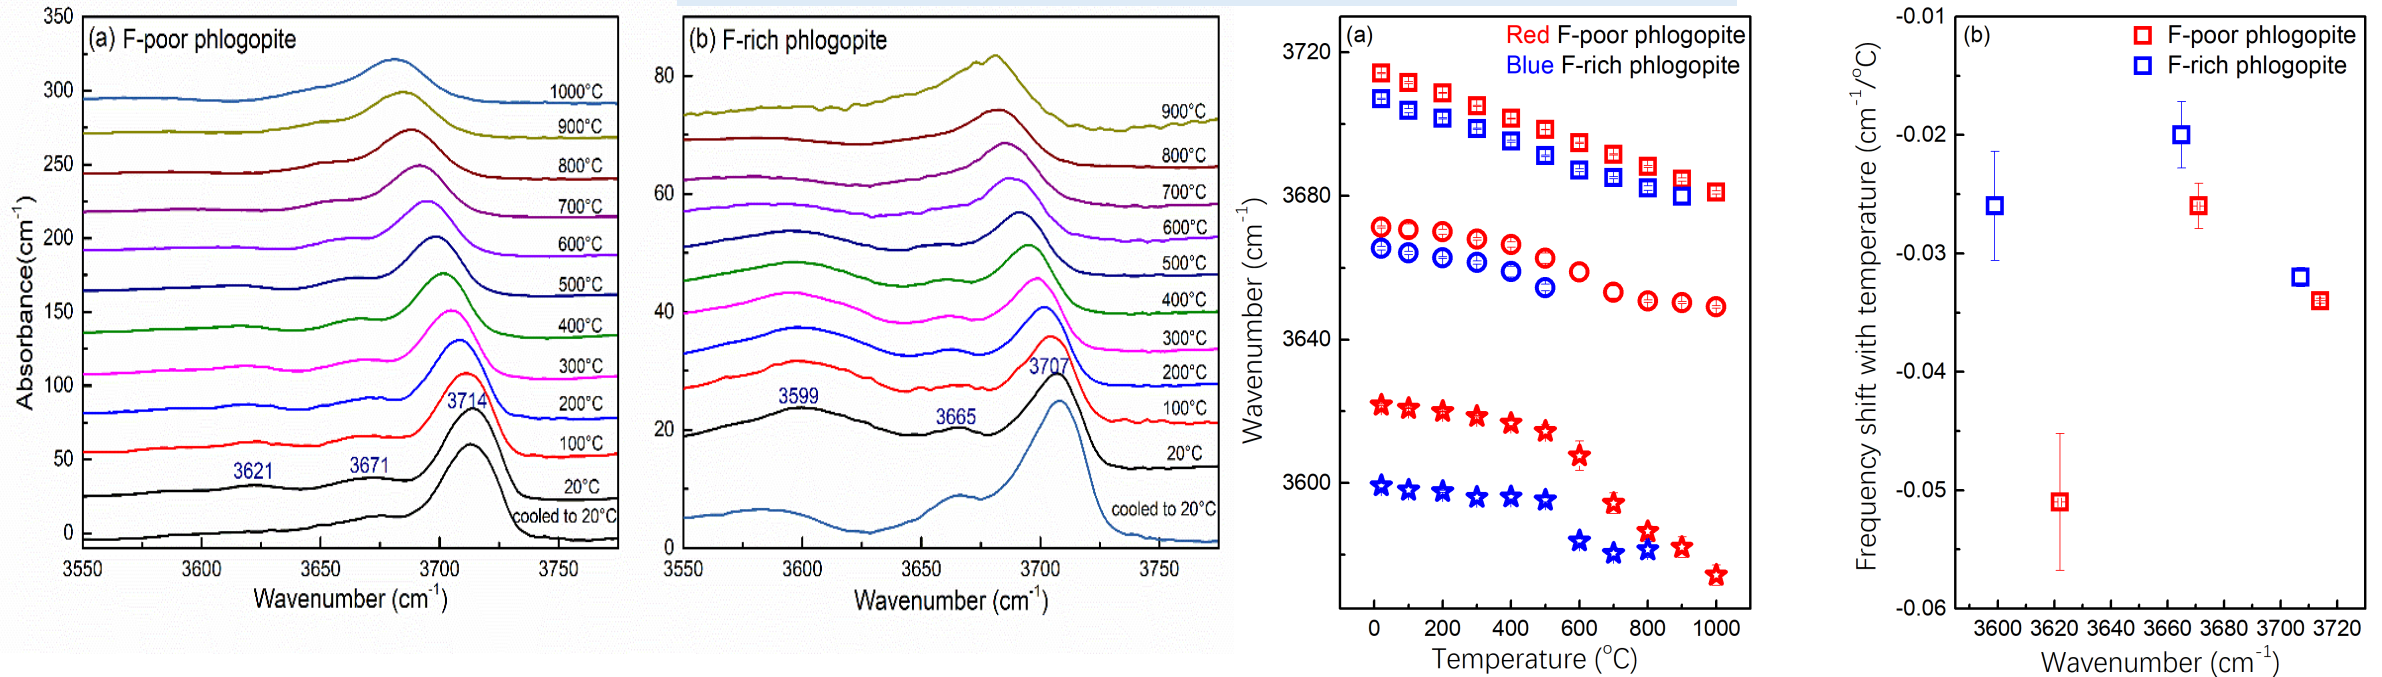 (a) F-poor phlogopite
350
300
250
200
150
100
50
0
Absorbance(cm⁻¹)
1000°C
900°C
800°C
700°C
600°C
500°C
400°C
300°C
200°C
100°C
20°C
cooled to 20°C
3714
3671
3621
3550 3600 3650 3700 3750
Wavenumber (cm⁻¹)
(b) F-rich phlogopite
80
60
40
20
0
900°C
800°C
700°C
600°C
500°C
400°C
300°C
200°C
100°C
20°C
cooled to 20°C
3707
3599
3665
3550 3600 3650 3700 3750
Wavenumber (cm⁻¹)
(a)
Red F-poor phlogopite
Blue F-rich phlogopite
3720
3680
3640
3600
Wavenumber (cm⁻¹)
0 200 400 600 800 1000
Temperature (°C)
(b)
F-poor phlogopite
F-rich phlogopite
-0.01
-0.02
-0.03
-0.04
-0.05
-0.06
Frequency shift with temperature (cm⁻¹/°C)
3600 3620 3640 3660 3680 3700 3720
Wavenumber (cm⁻¹)